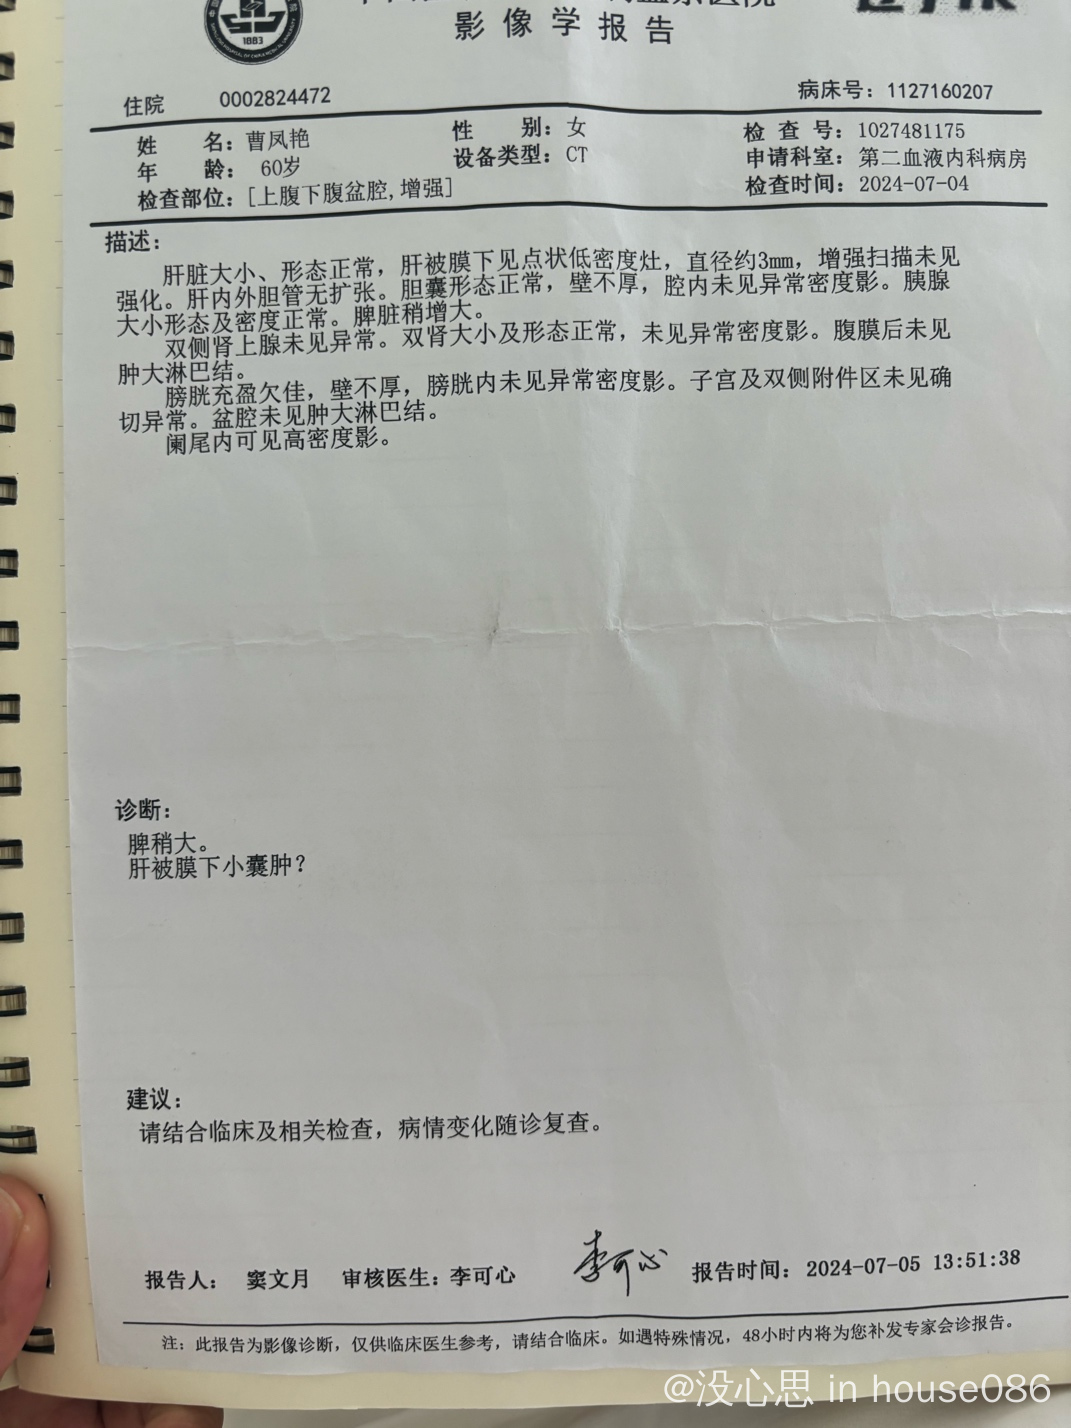 1883
影像学报告
住院 0002824472 病床号：1127160207
姓 名：曹凤艳 性 别：女 检 查 号：1027481175
年 龄： 60岁 设备类型：CT 申请科室：第二血液内科病房
检查部位：[上腹下腹盆腔,增强] 检查时间：2024-07-04
描述：
肝脏大小、形态正常，肝被膜下见点状低密度灶，直径约3mm，增强扫描未见
强化。肝内外胆管无扩张。胆囊形态正常，壁不厚，腔内未见异常密度影。胰腺
大小形态及密度正常。脾脏稍增大。
双侧肾上腺未见异常。双肾大小及形态正常，未见异常密度影。腹膜后未见
肿大淋巴结。
膀胱充盈欠佳，壁不厚，膀胱内未见异常密度影。子宫及双侧附件区未见确
切异常。盆腔未见肿大淋巴结。
阑尾内可见高密度影。
诊断：
脾稍大。
肝被膜下小囊肿？
建议：
请结合临床及相关检查，病情变化随诊复查。
报告人： 窦文月 审核医生：李可心 李可心 报告时间：2024-07-05 13:51:38
注：此报告为影像诊断，仅供临床医生参考，请结合临床。如遇特殊情况，48小时内将为您补发专家会诊报告。
@没心思 in house086